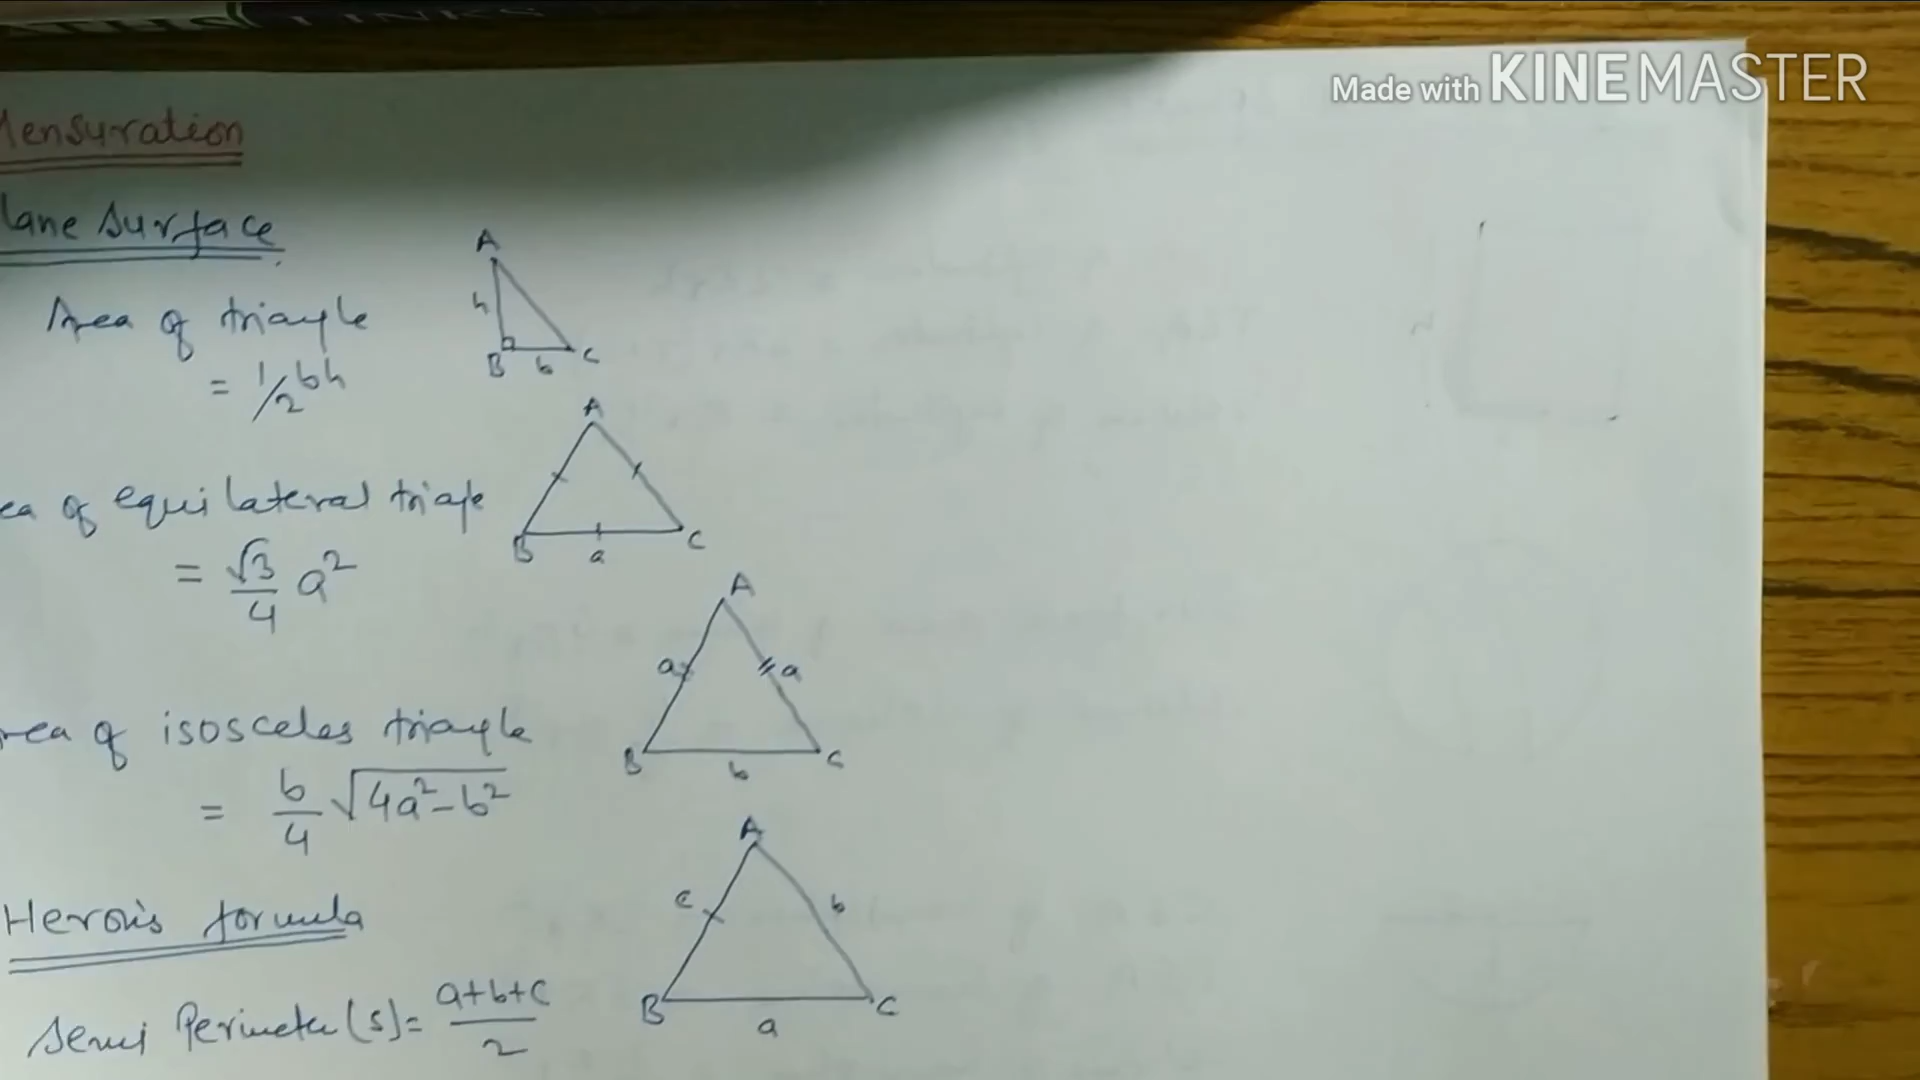 LINKS
Made with KINEMASTER
Mensuration
lane surface
A
h
B b C
Area of triangle
= 1/2 bh
A
B a C
ea of equilateral triangle
= √3/4 a²
A
a a
B b C
rea of isosceles triangle
= b/4 √4a²-b²
A
c b
B a C
Heron's formula
Semi Perimeter (s) = a+b+c/2